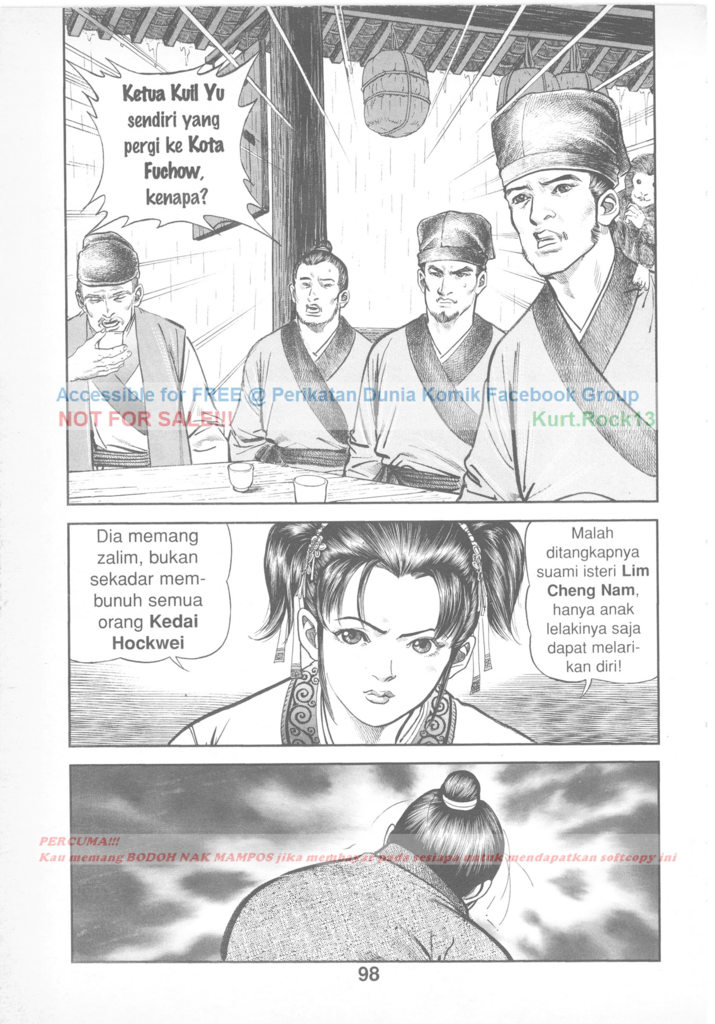 Ketua Kuil Yu
sendiri yang
pergi ke Kota
Fuchow,
kenapa?
Accessible for FREE @ Perikatan Dunia Komik Facebook Group
NOT FOR SALE!!!
Kurt.Rock13
Dia memang
zalim, bukan
sekadar mem-
bunuh semua
orang Kedai
Hockwei
Malah
ditangkapnya
suami isteri Lim
Cheng Nam,
hanya anak
lelakinya saja
dapat melari-
kan diri!
PERCUMA!!!
Kau memang BODOH NAK MAMPOS jika membayar pada sesiapa untuk mendapatkan softcopy ini
98